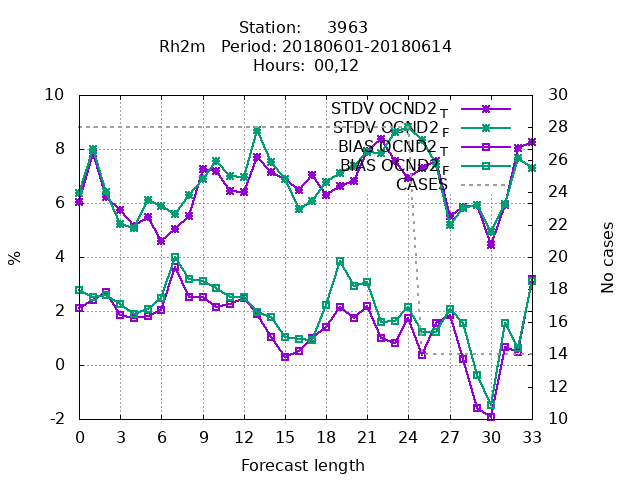 Station: 3963
Rh2m Period: 20180601-20180614
Hours: 00,12
10 30
STDV OCND2 T
STDV OCND2 F
BIAS OCND2 T
BIAS OCND2 F
CASES
8
6
4
2
0
-2
28
26
24
22
20
18
16
14
12
10
%
No cases
0 3 6 9 12 15 18 21 24 27 30 33
Forecast length